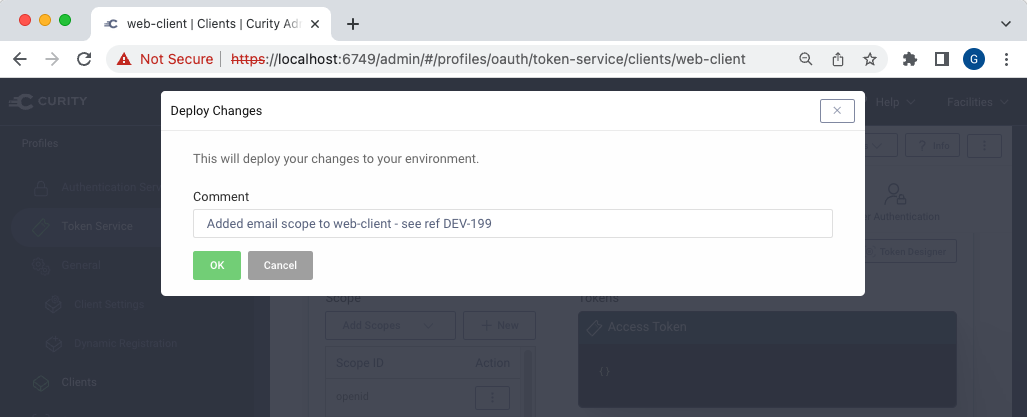 web-client | Clients | Curity Adm
Not Secure
https://localhost:6749/admin/#/profiles/oauth/token-service/clients/web-client
G
CURITY
Help
Facilities
Deploy Changes
Profiles
? Info
This will deploy your changes to your environment.
Authentication Serv
Comment
Token Service
Added email scope to web-client - see ref DEV-199
Authentication
General
Token Designer
OK
Cancel
Client Settings
Scope
Tokens
Add Scopes
+ New
Access Token
Dynamic Registration
Scope ID
Action
{}
Clients
openid